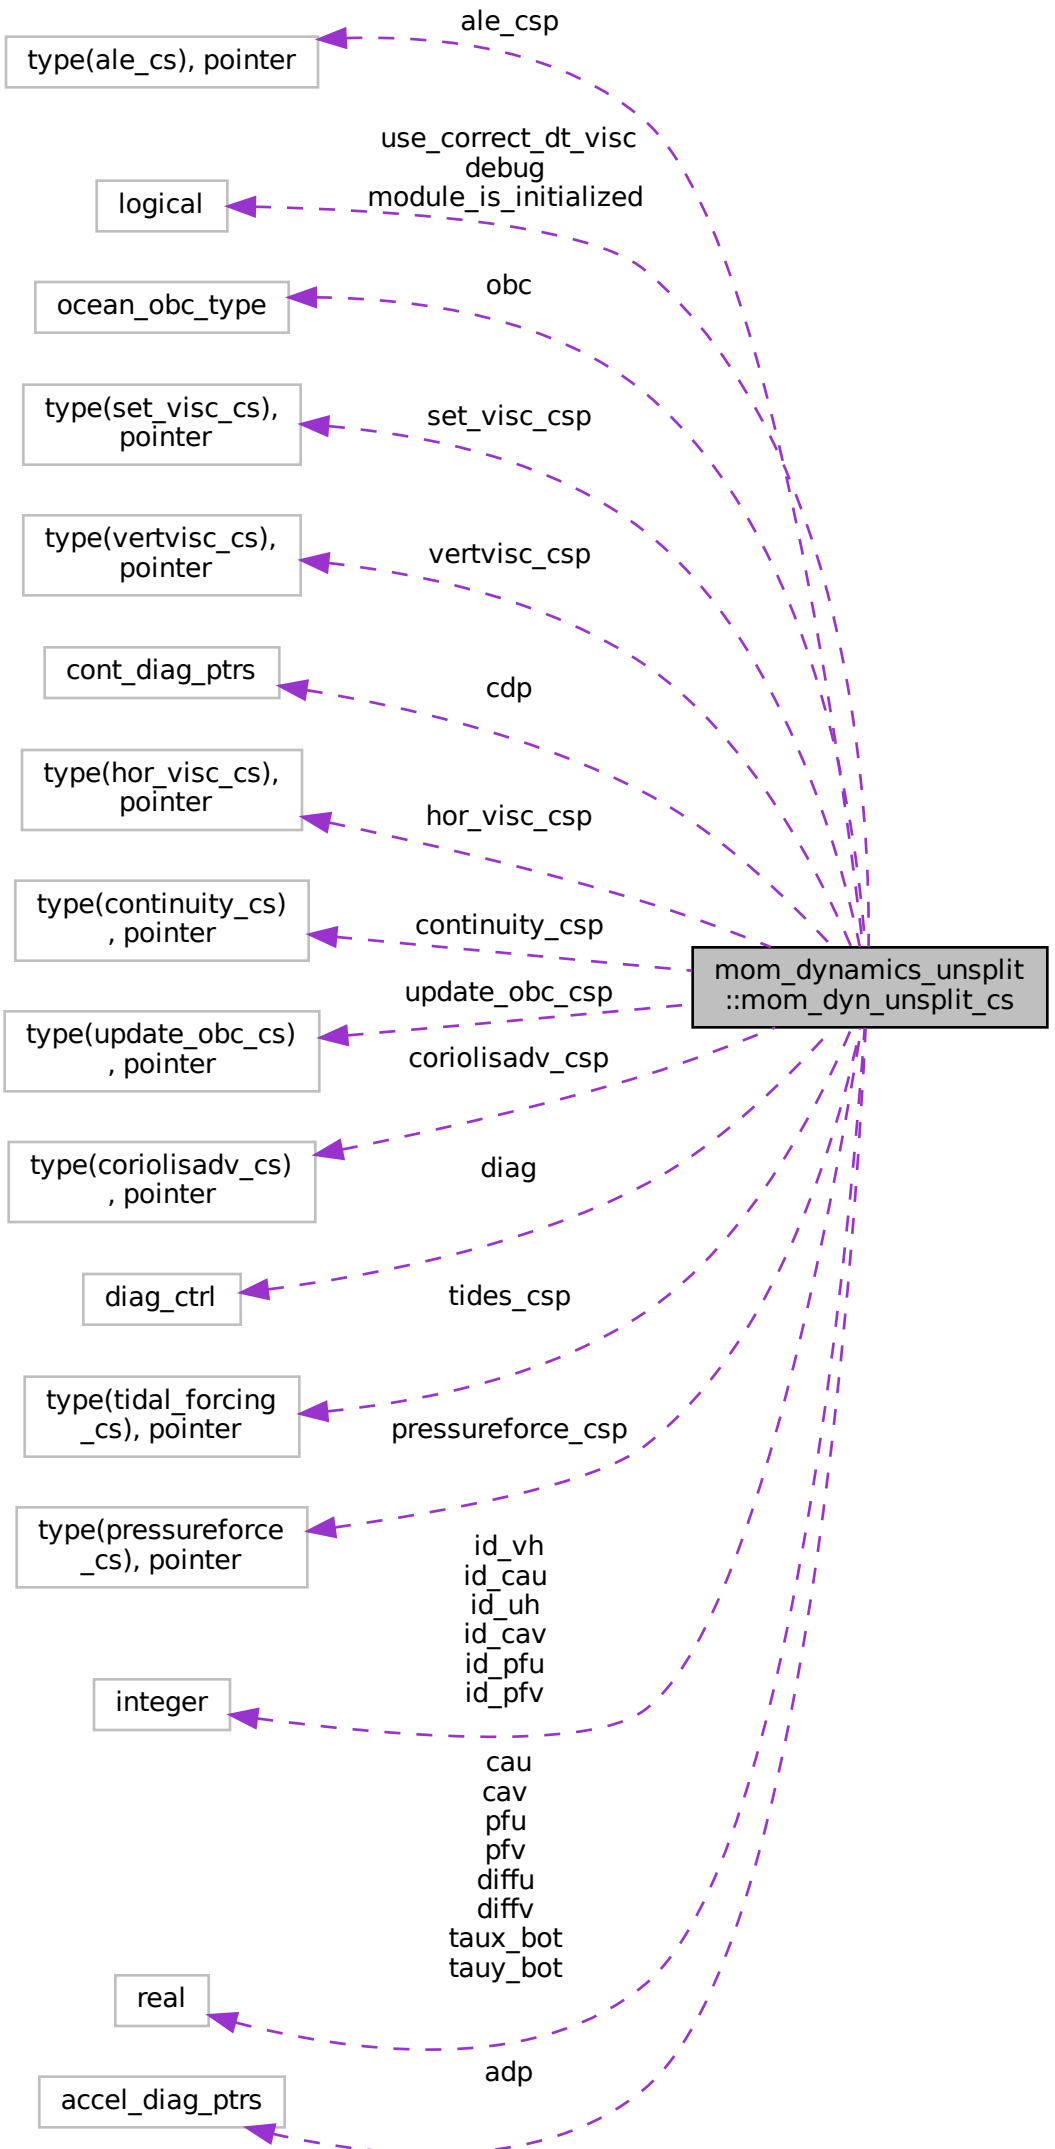 ale_csp
type(ale_cs), pointer
use_correct_dt_visc
debug
module_is_initialized
logical
obc
ocean_obc_type
set_visc_csp
type(set_visc_cs),
pointer
vertvisc_csp
type(vertvisc_cs),
pointer
cdp
cont_diag_ptrs
hor_visc_csp
type(hor_visc_cs),
pointer
continuity_csp
type(continuity_cs)
, pointer
mom_dynamics_unsplit
::mom_dyn_unsplit_cs
update_obc_csp
type(update_obc_cs)
, pointer
coriolisadv_csp
type(coriolisadv_cs)
, pointer
diag
diag_ctrl
tides_csp
type(tidal_forcing
_cs), pointer
pressureforce_csp
type(pressureforce
_cs), pointer
id_vh
id_cau
id_uh
id_cav
id_pfu
id_pfv
integer
cau
cav
pfu
pfv
diffu
diffv
taux_bot
tauy_bot
real
adp
accel_diag_ptrs